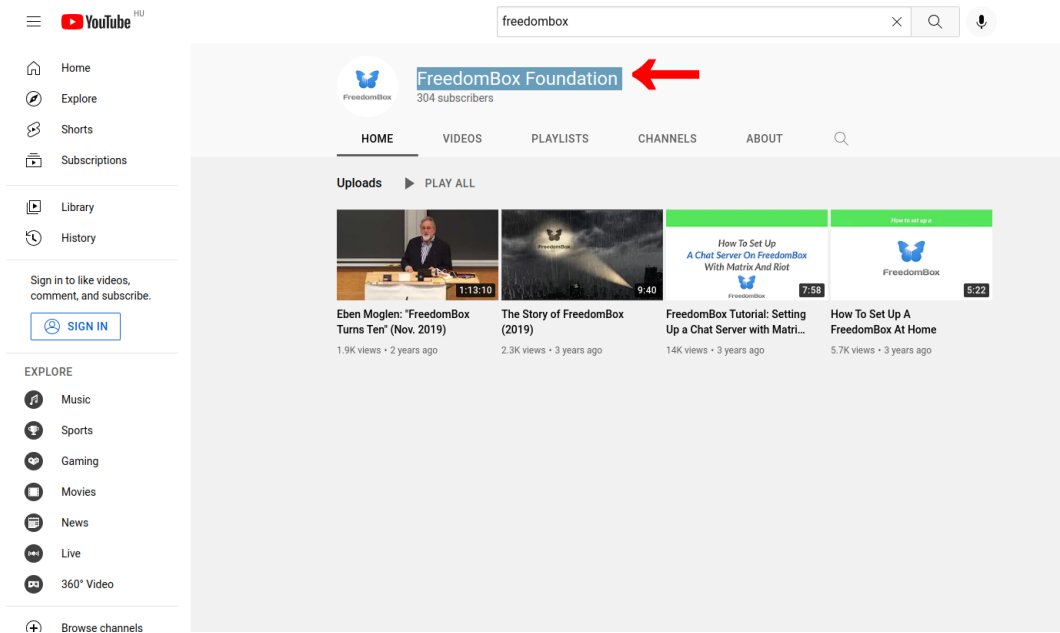 YouTube HU
freedombox
Home
Explore
Shorts
Subscriptions
Library
History
Sign in to like videos,
comment, and subscribe.
SIGN IN
EXPLORE
Music
Sports
Gaming
Movies
News
Live
360° Video
Browse channels
FreedomBox
FreedomBox Foundation
304 subscribers
HOME VIDEOS PLAYLISTS CHANNELS ABOUT
Uploads PLAY ALL
1:13:10
Eben Moglen: "FreedomBox
Turns Ten" (Nov. 2019)
1.9K views • 2 years ago
FreedomBox
9:40
The Story of FreedomBox
(2019)
2.3K views • 3 years ago
How To Set Up
A Chat Server On FreedomBox
With Matrix And Riot
FreedomBox
7:58
FreedomBox Tutorial: Setting
Up a Chat Server with Matri...
14K views • 3 years ago
How to set up a
FreedomBox
5:22
How To Set Up A
FreedomBox At Home
5.7K views • 3 years ago